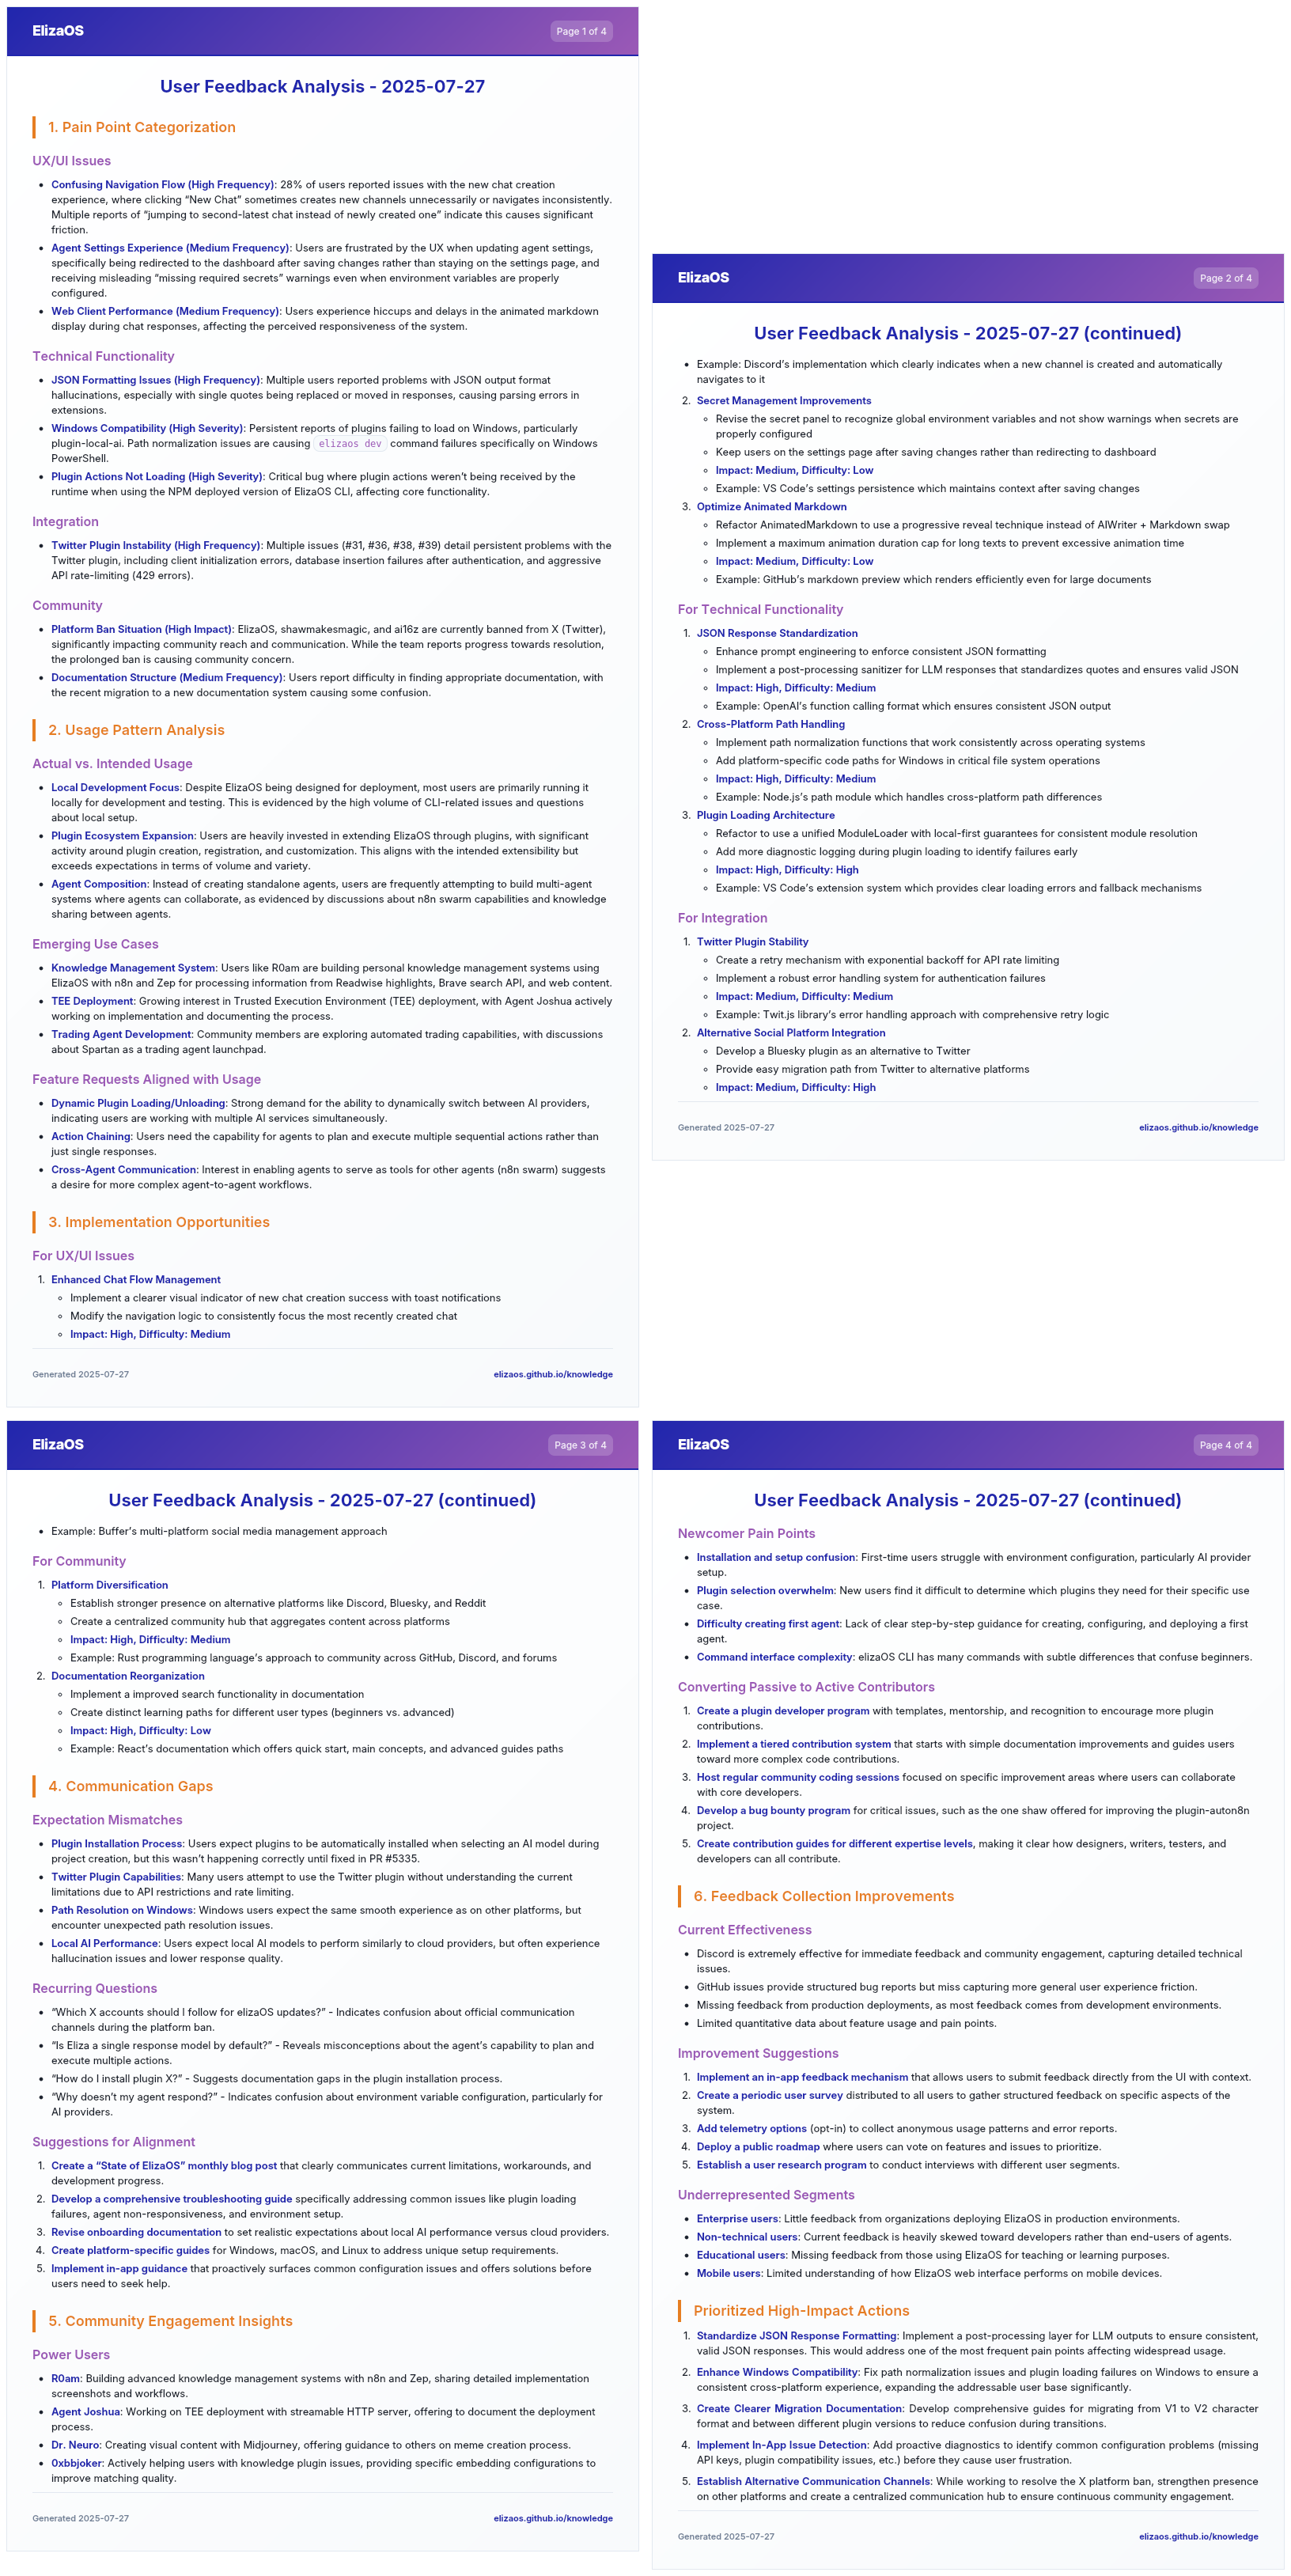 ElizaOS
Page 1 of 4
User Feedback Analysis - 2025-07-27
1. Pain Point Categorization
UX/UI Issues
• Confusing Navigation Flow (High Frequency): 28% of users reported issues with the new chat creation
experience, where clicking “New Chat” sometimes creates new channels unnecessarily or navigates inconsistently.
Multiple reports of “jumping to second-latest chat instead of newly created one” indicate this causes significant
friction.
• Agent Settings Experience (Medium Frequency): Users are frustrated by the UX when updating agent settings,
specifically being redirected to the dashboard after saving changes rather than staying on the settings page, and
receiving misleading “missing required secrets” warnings even when environment variables are properly
configured.
• Web Client Performance (Medium Frequency): Users experience hiccups and delays in the animated markdown
display during chat responses, affecting the perceived responsiveness of the system.
Technical Functionality
• JSON Formatting Issues (High Frequency): Multiple users reported problems with JSON output format
hallucinations, especially with single quotes being replaced or moved in responses, causing parsing errors in
extensions.
• Windows Compatibility (High Severity): Persistent reports of plugins failing to load on Windows, particularly
plugin-local-ai. Path normalization issues are causing elizaos dev command failures specifically on Windows
PowerShell.
• Plugin Actions Not Loading (High Severity): Critical bug where plugin actions weren’t being received by the
runtime when using the NPM deployed version of ElizaOS CLI, affecting core functionality.
Integration
• Twitter Plugin Instability (High Frequency): Multiple issues (#31, #36, #38, #39) detail persistent problems with the
Twitter plugin, including client initialization errors, database insertion failures after authentication, and aggressive
API rate-limiting (429 errors).
Community
• Platform Ban Situation (High Impact): ElizaOS, shawmakesmagic, and ai16z are currently banned from X (Twitter),
significantly impacting community reach and communication. While the team reports progress towards resolution,
the prolonged ban is causing community concern.
• Documentation Structure (Medium Frequency): Users report difficulty in finding appropriate documentation, with
the recent migration to a new documentation system causing some confusion.
2. Usage Pattern Analysis
Actual vs. Intended Usage
• Local Development Focus: Despite ElizaOS being designed for deployment, most users are primarily running it
locally for development and testing. This is evidenced by the high volume of CLI-related issues and questions
about local setup.
• Plugin Ecosystem Expansion: Users are heavily invested in extending ElizaOS through plugins, with significant
activity around plugin creation, registration, and customization. This aligns with the intended extensibility but
exceeds expectations in terms of volume and variety.
• Agent Composition: Instead of creating standalone agents, users are frequently attempting to build multi-agent
systems where agents can collaborate, as evidenced by discussions about n8n swarm capabilities and knowledge
sharing between agents.
Emerging Use Cases
• Knowledge Management System: Users like R0am are building personal knowledge management systems using
ElizaOS with n8n and Zep for processing information from Readwise highlights, Brave search API, and web content.
• TEE Deployment: Growing interest in Trusted Execution Environment (TEE) deployment, with Agent Joshua actively
working on implementation and documenting the process.
• Trading Agent Development: Community members are exploring automated trading capabilities, with discussions
about Spartan as a trading agent launchpad.
Feature Requests Aligned with Usage
• Dynamic Plugin Loading/Unloading: Strong demand for the ability to dynamically switch between AI providers,
indicating users are working with multiple AI services simultaneously.
• Action Chaining: Users need the capability for agents to plan and execute multiple sequential actions rather than
just single responses.
• Cross-Agent Communication: Interest in enabling agents to serve as tools for other agents (n8n swarm) suggests
a desire for more complex agent-to-agent workflows.
3. Implementation Opportunities
For UX/UI Issues
1. Enhanced Chat Flow Management
◦ Implement a clearer visual indicator of new chat creation success with toast notifications
◦ Modify the navigation logic to consistently focus the most recently created chat
◦ Impact: High, Difficulty: Medium
Generated 2025-07-27
elizaos.github.io/knowledge
ElizaOS
Page 2 of 4
User Feedback Analysis - 2025-07-27 (continued)
• Example: Discord’s implementation which clearly indicates when a new channel is created and automatically
navigates to it
2. Secret Management Improvements
◦ Revise the secret panel to recognize global environment variables and not show warnings when secrets are
properly configured
◦ Keep users on the settings page after saving changes rather than redirecting to dashboard
◦ Impact: Medium, Difficulty: Low
◦ Example: VS Code’s settings persistence which maintains context after saving changes
3. Optimize Animated Markdown
◦ Refactor AnimatedMarkdown to use a progressive reveal technique instead of AIWriter + Markdown swap
◦ Implement a maximum animation duration cap for long texts to prevent excessive animation time
◦ Impact: Medium, Difficulty: Low
◦ Example: GitHub’s markdown preview which renders efficiently even for large documents
For Technical Functionality
1. JSON Response Standardization
◦ Enhance prompt engineering to enforce consistent JSON formatting
◦ Implement a post-processing sanitizer for LLM responses that standardizes quotes and ensures valid JSON
◦ Impact: High, Difficulty: Medium
◦ Example: OpenAI’s function calling format which ensures consistent JSON output
2. Cross-Platform Path Handling
◦ Implement path normalization functions that work consistently across operating systems
◦ Add platform-specific code paths for Windows in critical file system operations
◦ Impact: High, Difficulty: Medium
◦ Example: Node.js’s path module which handles cross-platform path differences
3. Plugin Loading Architecture
◦ Refactor to use a unified ModuleLoader with local-first guarantees for consistent module resolution
◦ Add more diagnostic logging during plugin loading to identify failures early
◦ Impact: High, Difficulty: High
◦ Example: VS Code’s extension system which provides clear loading errors and fallback mechanisms
For Integration
1. Twitter Plugin Stability
◦ Create a retry mechanism with exponential backoff for API rate limiting
◦ Implement a robust error handling system for authentication failures
◦ Impact: Medium, Difficulty: Medium
◦ Example: Twit.js library’s error handling approach with comprehensive retry logic
2. Alternative Social Platform Integration
◦ Develop a Bluesky plugin as an alternative to Twitter
◦ Provide easy migration path from Twitter to alternative platforms
◦ Impact: Medium, Difficulty: High
Generated 2025-07-27
elizaos.github.io/knowledge
ElizaOS
Page 3 of 4
User Feedback Analysis - 2025-07-27 (continued)
• Example: Buffer’s multi-platform social media management approach
For Community
1. Platform Diversification
◦ Establish stronger presence on alternative platforms like Discord, Bluesky, and Reddit
◦ Create a centralized community hub that aggregates content across platforms
◦ Impact: High, Difficulty: Medium
◦ Example: Rust programming language’s approach to community across GitHub, Discord, and forums
2. Documentation Reorganization
◦ Implement a improved search functionality in documentation
◦ Create distinct learning paths for different user types (beginners vs. advanced)
◦ Impact: High, Difficulty: Low
◦ Example: React’s documentation which offers quick start, main concepts, and advanced guides paths
4. Communication Gaps
Expectation Mismatches
• Plugin Installation Process: Users expect plugins to be automatically installed when selecting an AI model during
project creation, but this wasn’t happening correctly until fixed in PR #5335.
• Twitter Plugin Capabilities: Many users attempt to use the Twitter plugin without understanding the current
limitations due to API restrictions and rate limiting.
• Path Resolution on Windows: Windows users expect the same smooth experience as on other platforms, but
encounter unexpected path resolution issues.
• Local AI Performance: Users expect local AI models to perform similarly to cloud providers, but often experience
hallucination issues and lower response quality.
Recurring Questions
• “Which X accounts should I follow for elizaOS updates?” - Indicates confusion about official communication
channels during the platform ban.
• “Is Eliza a single response model by default?” - Reveals misconceptions about the agent’s capability to plan and
execute multiple actions.
• “How do I install plugin X?” - Suggests documentation gaps in the plugin installation process.
• “Why doesn’t my agent respond?” - Indicates confusion about environment variable configuration, particularly for
AI providers.
Suggestions for Alignment
1. Create a “State of ElizaOS” monthly blog post that clearly communicates current limitations, workarounds, and
development progress.
2. Develop a comprehensive troubleshooting guide specifically addressing common issues like plugin loading
failures, agent non-responsiveness, and environment setup.
3. Revise onboarding documentation to set realistic expectations about local AI performance versus cloud providers.
4. Create platform-specific guides for Windows, macOS, and Linux to address unique setup requirements.
5. Implement in-app guidance that proactively surfaces common configuration issues and offers solutions before
users need to seek help.
5. Community Engagement Insights
Power Users
• R0am: Building advanced knowledge management systems with n8n and Zep, sharing detailed implementation
screenshots and workflows.
• Agent Joshua: Working on TEE deployment with streamable HTTP server, offering to document the deployment
process.
• Dr. Neuro: Creating visual content with Midjourney, offering guidance to others on meme creation process.
• 0xbbjoker: Actively helping users with knowledge plugin issues, providing specific embedding configurations to
improve matching quality.
Generated 2025-07-27
elizaos.github.io/knowledge
ElizaOS
Page 4 of 4
User Feedback Analysis - 2025-07-27 (continued)
Newcomer Pain Points
• Installation and setup confusion: First-time users struggle with environment configuration, particularly AI provider
setup.
• Plugin selection overwhelm: New users find it difficult to determine which plugins they need for their specific use
case.
• Difficulty creating first agent: Lack of clear step-by-step guidance for creating, configuring, and deploying a first
agent.
• Command interface complexity: elizaOS CLI has many commands with subtle differences that confuse beginners.
Converting Passive to Active Contributors
1. Create a plugin developer program with templates, mentorship, and recognition to encourage more plugin
contributions.
2. Implement a tiered contribution system that starts with simple documentation improvements and guides users
toward more complex code contributions.
3. Host regular community coding sessions focused on specific improvement areas where users can collaborate
with core developers.
4. Develop a bug bounty program for critical issues, such as the one shaw offered for improving the plugin-auton8n
project.
5. Create contribution guides for different expertise levels, making it clear how designers, writers, testers, and
developers can all contribute.
6. Feedback Collection Improvements
Current Effectiveness
• Discord is extremely effective for immediate feedback and community engagement, capturing detailed technical
issues.
• GitHub issues provide structured bug reports but miss capturing more general user experience friction.
• Missing feedback from production deployments, as most feedback comes from development environments.
• Limited quantitative data about feature usage and pain points.
Improvement Suggestions
1. Implement an in-app feedback mechanism that allows users to submit feedback directly from the UI with context.
2. Create a periodic user survey distributed to all users to gather structured feedback on specific aspects of the
system.
3. Add telemetry options (opt-in) to collect anonymous usage patterns and error reports.
4. Deploy a public roadmap where users can vote on features and issues to prioritize.
5. Establish a user research program to conduct interviews with different user segments.
Underrepresented Segments
• Enterprise users: Little feedback from organizations deploying ElizaOS in production environments.
• Non-technical users: Current feedback is heavily skewed toward developers rather than end-users of agents.
• Educational users: Missing feedback from those using ElizaOS for teaching or learning purposes.
• Mobile users: Limited understanding of how ElizaOS web interface performs on mobile devices.
Prioritized High-Impact Actions
1. Standardize JSON Response Formatting: Implement a post-processing layer for LLM outputs to ensure consistent,
valid JSON responses. This would address one of the most frequent pain points affecting widespread usage.
2. Enhance Windows Compatibility: Fix path normalization issues and plugin loading failures on Windows to ensure a
consistent cross-platform experience, expanding the addressable user base significantly.
3. Create Clearer Migration Documentation: Develop comprehensive guides for migrating from V1 to V2 character
format and between different plugin versions to reduce confusion during transitions.
4. Implement In-App Issue Detection: Add proactive diagnostics to identify common configuration problems (missing
API keys, plugin compatibility issues, etc.) before they cause user frustration.
5. Establish Alternative Communication Channels: While working to resolve the X platform ban, strengthen presence
on other platforms and create a centralized communication hub to ensure continuous community engagement.
Generated 2025-07-27
elizaos.github.io/knowledge